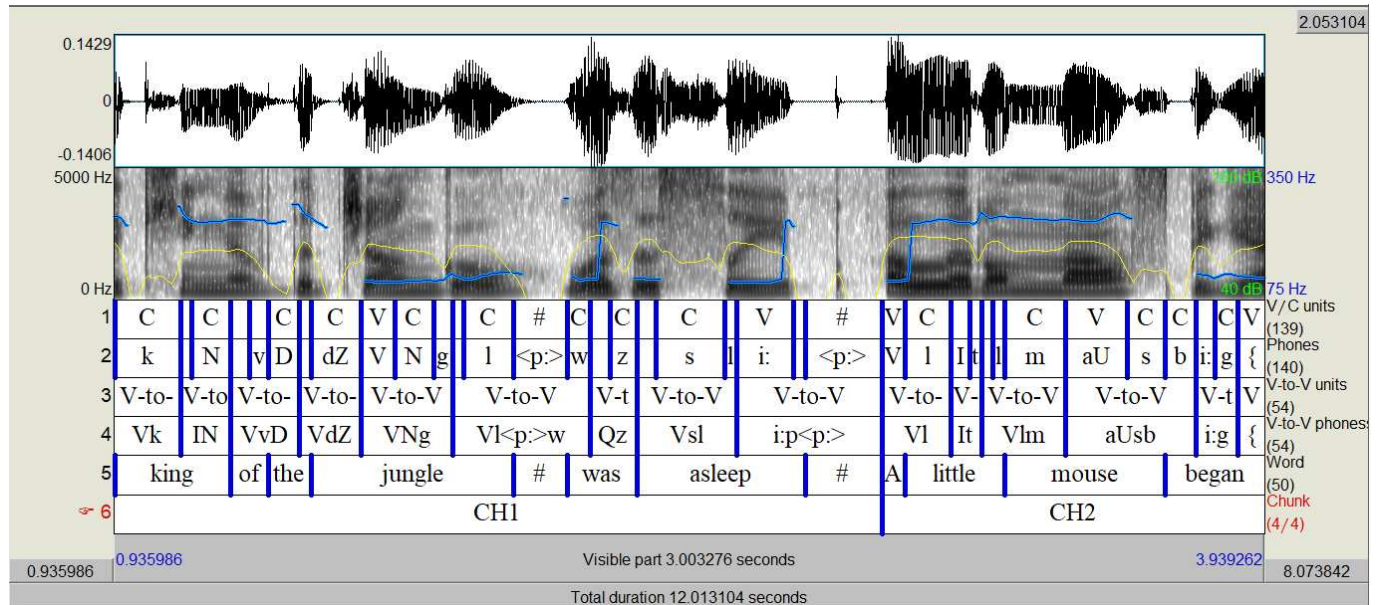 2.053104
0.1429
0
-0.1406
5000 Hz
100 dB 350 Hz
0 Hz
40 dB 75 Hz
1 C C C C V C C # C C C V # V C C V C C C V V/C units (139)
2 k N v D dZ V N g l <p:> w z s l i: <p:> V l I t l m aU s b i: g { Phones (140)
3 V-to- V-to V-to- V-to- V-to-V V-to-V V-t V-to-V V-to-V V-to- V- V-to-V V-to-V V-t V V-to-V units (54)
4 Vk IN VvD VdZ VNg Vl<p:>w Qz Vsl i:p<p:> Vl It Vlm aUsb i:g { V-to-V phones (54)
5 king of the jungle # was asleep # A little mouse began Word (50)
6 CH1 CH2 Chunk (4/4)
0.935986 Visible part 3.003276 seconds 3.939262
0.935986 8.073842
Total duration 12.013104 seconds